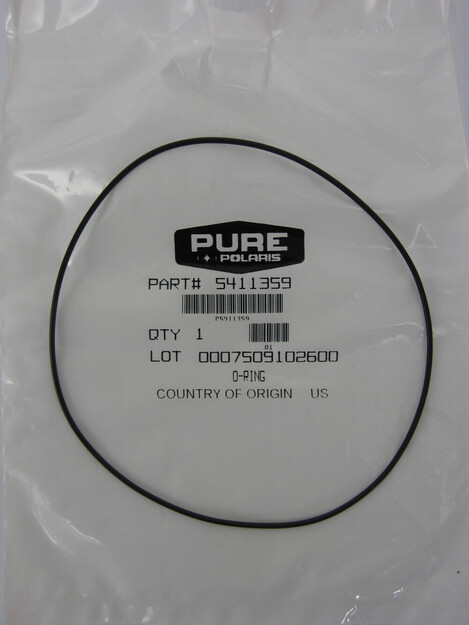 PURE
POLARIS
PART# 5411359
P5411359
QTY 1
01
LOT 0007509102600
O-RING
COUNTRY OF ORIGIN US